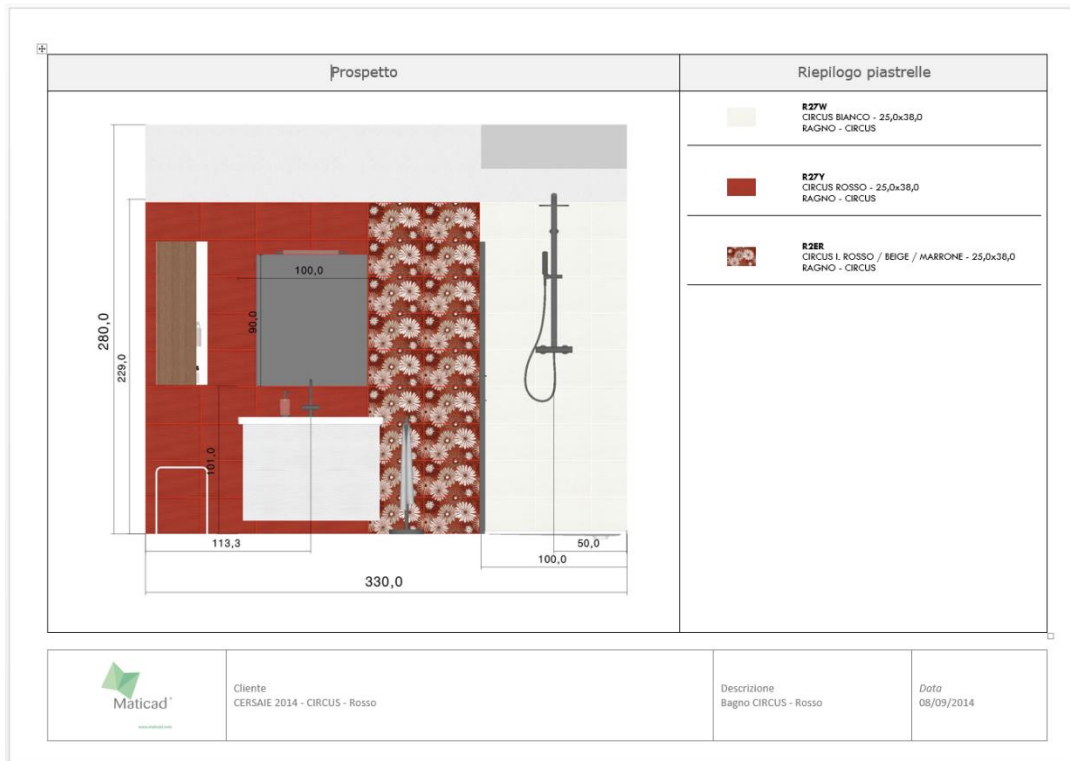 Prospetto
Riepilogo piastrelle
280,0
229,0
100,0
90,0
101,0
113,3
50,0
100,0
330,0
R27W
CIRCUS BIANCO - 25,0x38,0
RAGNO - CIRCUS
R27Y
CIRCUS ROSSO - 25,0x38,0
RAGNO - CIRCUS
R2ER
CIRCUS I. ROSSO / BEIGE / MARRONE - 25,0x38,0
RAGNO - CIRCUS
Maticad®
www.maticad.com
Cliente
CERSAIE 2014 - CIRCUS - Rosso
Descrizione
Bagno CIRCUS - Rosso
Data
08/09/2014